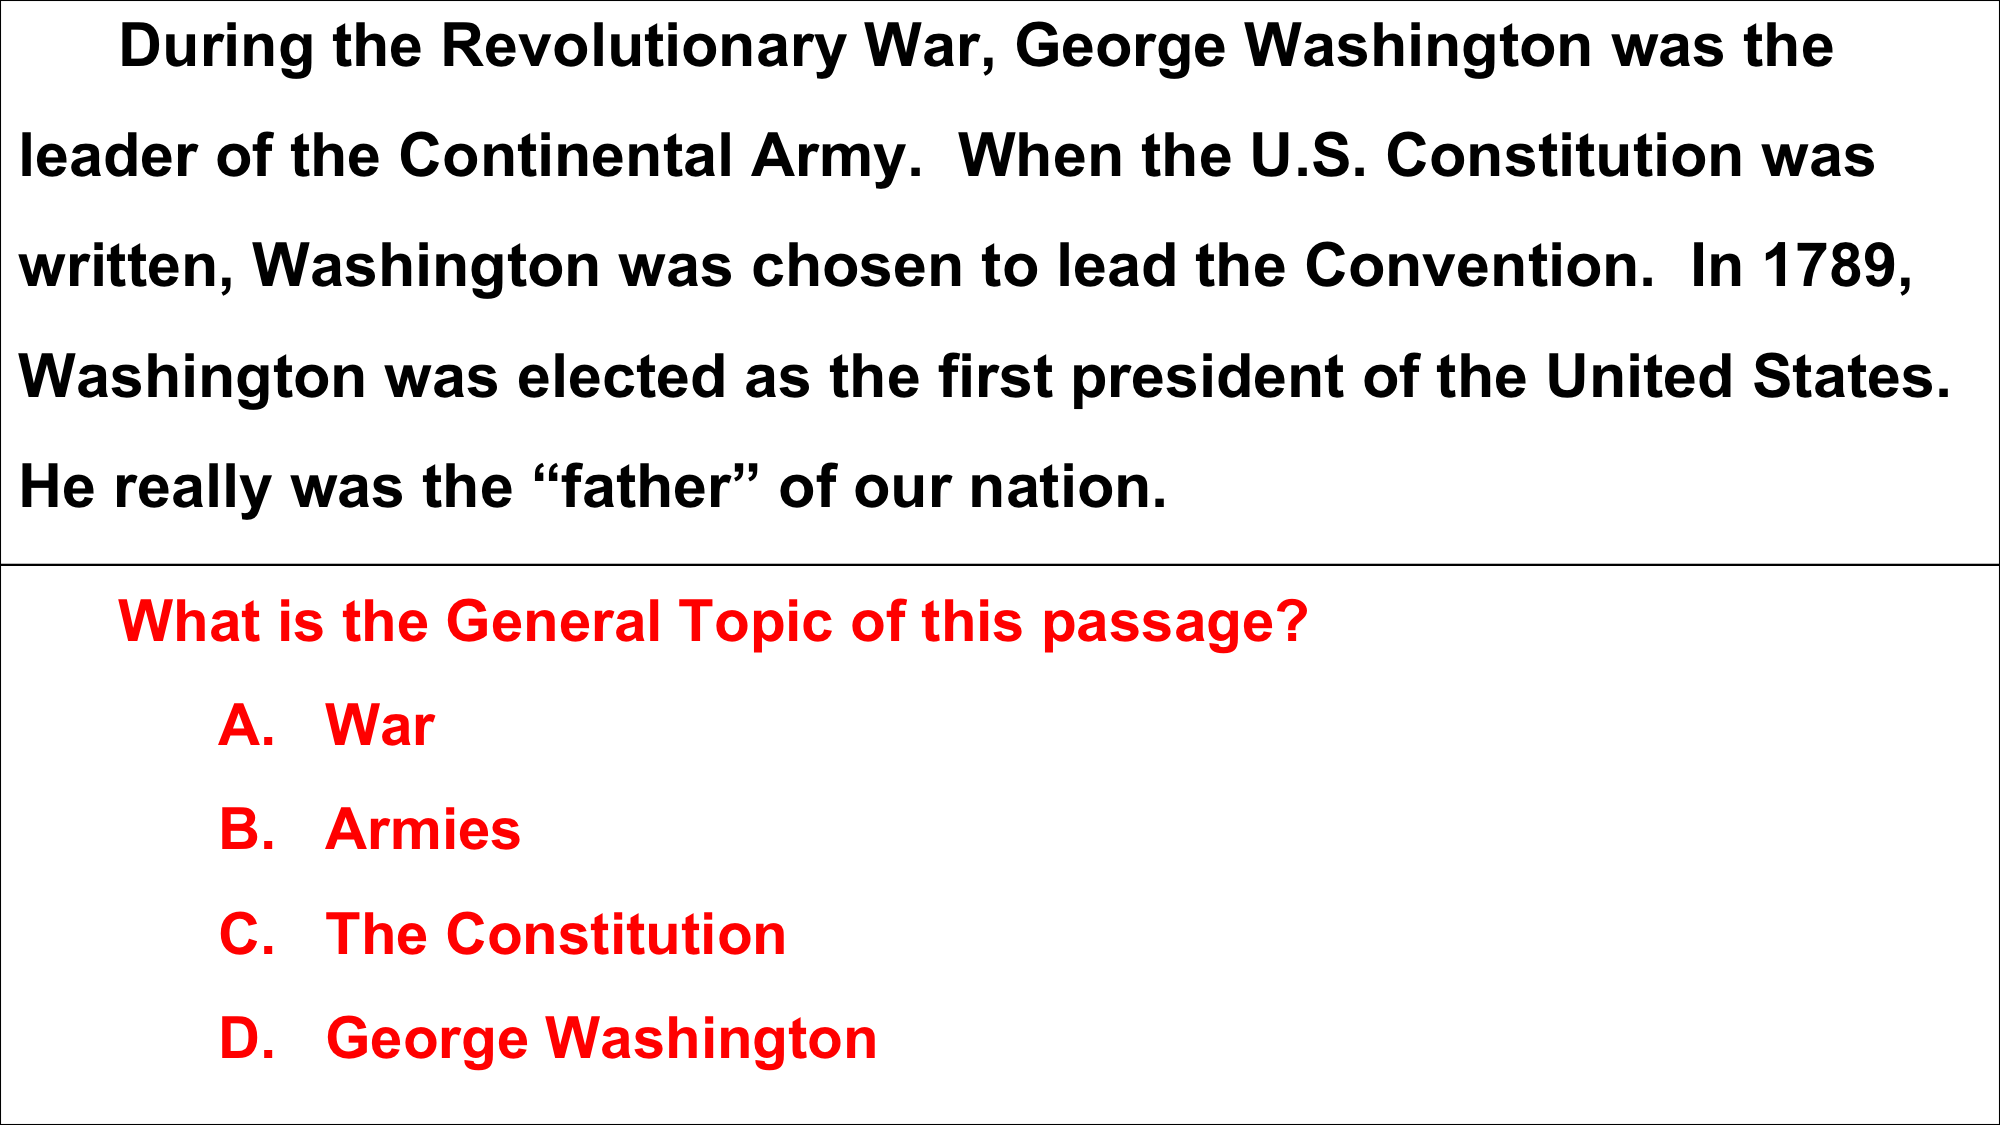 During the Revolutionary War, George Washington was the
leader of the Continental Army.  When the U.S. Constitution was
written, Washington was chosen to lead the Convention.  In 1789,
Washington was elected as the first president of the United States.
He really was the “father” of our nation.
What is the General Topic of this passage?
A. War
B. Armies
C. The Constitution
D. George Washington